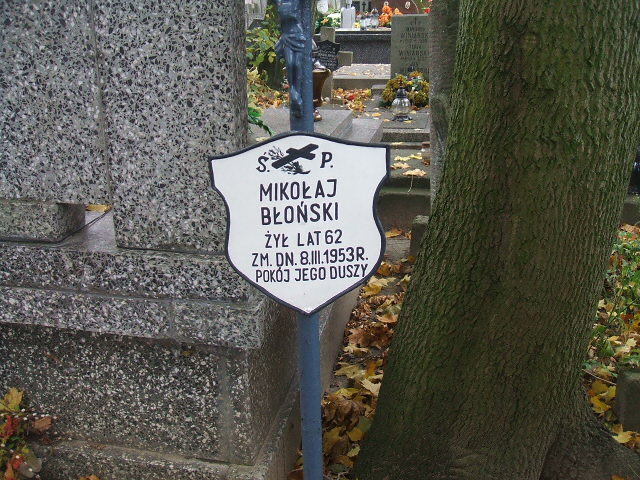 Ś. P.
MIKOŁAJ
BŁOŃSKI
ŻYŁ LAT 62
ZM. DN. 8.III.1953R.
POKÓJ JEGO DUSZY